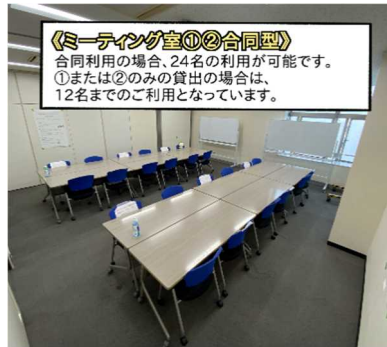 《ミーティング室①②合同型》
合同利用の場合、24名の利用が可能です。
①または②のみの貸出の場合は、
12名までのご利用となっています。